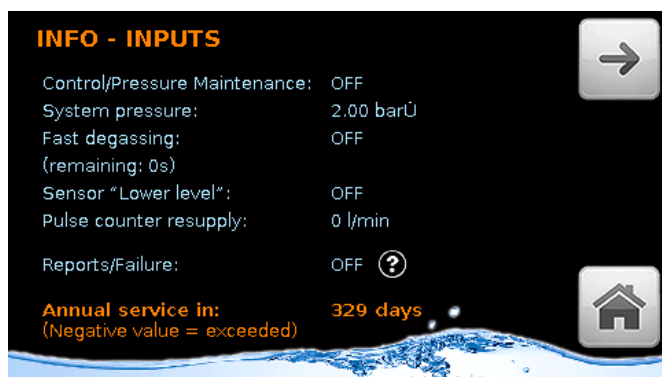 INFO - INPUTS
Control/Pressure Maintenance: OFF
System pressure: 2.00 barÜ
Fast degassing: OFF
(remaining: 0s)
Sensor “Lower level”: OFF
Pulse counter resupply: 0 l/min
Reports/Failure: OFF ?
Annual service in: 329 days
(Negative value = exceeded)